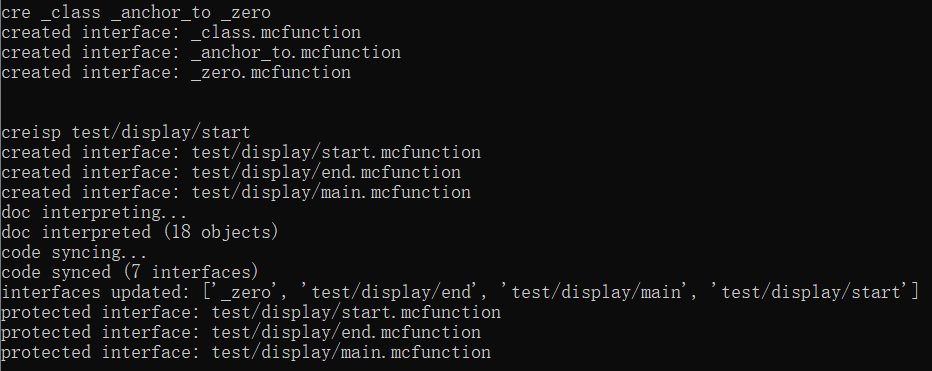 cre _class _anchor_to _zero
created interface: _class.mcfunction
created interface: _anchor_to.mcfunction
created interface: _zero.mcfunction
creisp test/display/start
created interface: test/display/start.mcfunction
created interface: test/display/end.mcfunction
created interface: test/display/main.mcfunction
doc interpreting...
doc interpreted (18 objects)
code syncing...
code synced (7 interfaces)
interfaces updated: ['_zero', 'test/display/end', 'test/display/main', 'test/display/start']
protected interface: test/display/start.mcfunction
protected interface: test/display/end.mcfunction
protected interface: test/display/main.mcfunction